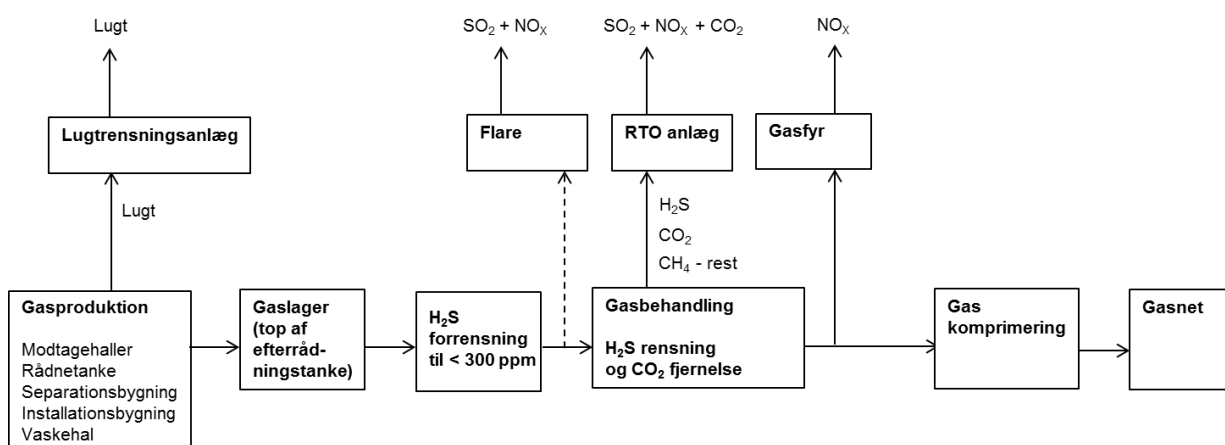 Lugt
SO₂ + NOₓ
SO₂ + NOₓ + CO₂
NOₓ
Lugtrensningsanlæg
Flare
RTO anlæg
Gasfyr
Lugt
H₂S
CO₂
CH₄ - rest
Gasproduktion
Modtagehaller
Rådnetanke
Separationsbygning
Installationsbygning
Vaskehal
Gaslager
(top af
efterråd-
ningstanke)
H₂S
forrensning
til < 300 ppm
Gasbehandling
H₂S rensning
og CO₂ fjernelse
Gas
komprimering
Gasnet